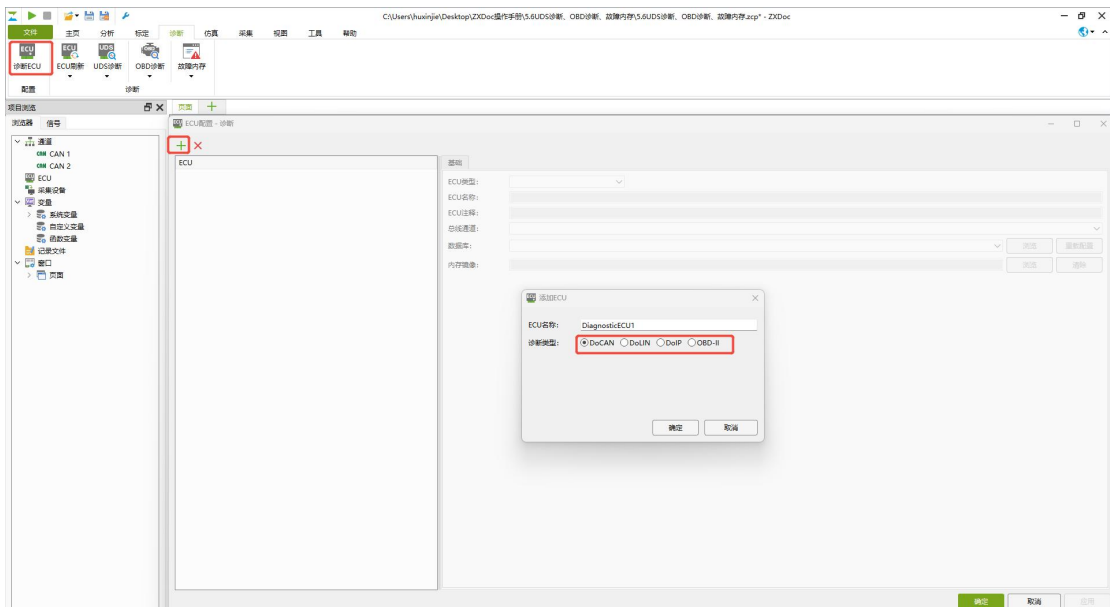 C:\Users\huxinjie\Desktop\ZXDoc操作手册\5.6UDS诊断、OBD诊断、故障内存\5.6UDS诊断、OBD诊断、故障内存.zcp* - ZXDoc
文件 主页 分析 标定 诊断 仿真 采集 视图 工具 帮助
ECU ECU UDS OBD
诊断ECU ECU刷新 UDS诊断 OBD诊断 故障内存
配置 诊断
项目浏览 页面
浏览器 信号 ECU配置 - 诊断
通道
CAN CAN 1
CAN CAN 2
ECU
采集设备
变量
系统变量
自定义变量
函数变量
记录文件
窗口
页面
ECU
基础
ECU类型:
ECU名称:
ECU注释:
总线通道:
数据库: 浏览 重新配置
内存镜像: 浏览 清除
添加ECU
ECU名称: DiagnosticECU1
诊断类型: DoCAN DoLIN DoIP OBD-II
确定 取消
确定 取消 应用